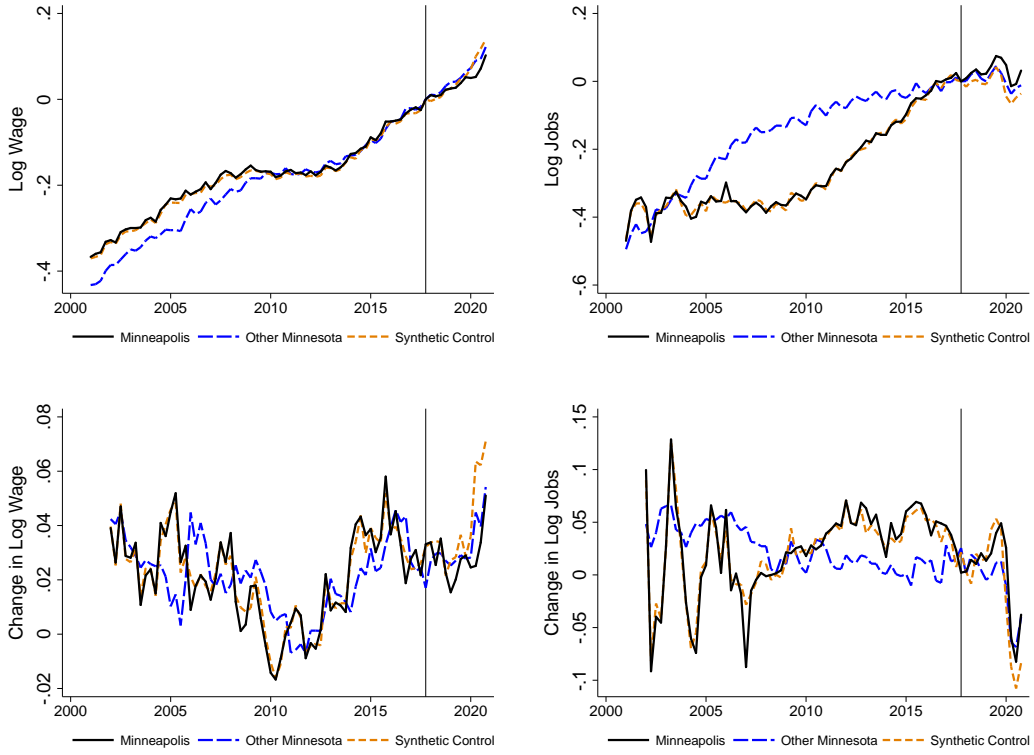 Log Wage
.2
0
-.2
-.4
2000 2005 2010 2015 2020
Minneapolis Other Minnesota Synthetic Control
Log Jobs
.2
0
-.2
-.4
-.6
2000 2005 2010 2015 2020
Minneapolis Other Minnesota Synthetic Control
Change in Log Wage
.08
.06
.04
.02
0
-.02
2000 2005 2010 2015 2020
Minneapolis Other Minnesota Synthetic Control
Change in Log Jobs
.15
.1
.05
0
-.05
-.1
2000 2005 2010 2015 2020
Minneapolis Other Minnesota Synthetic Control